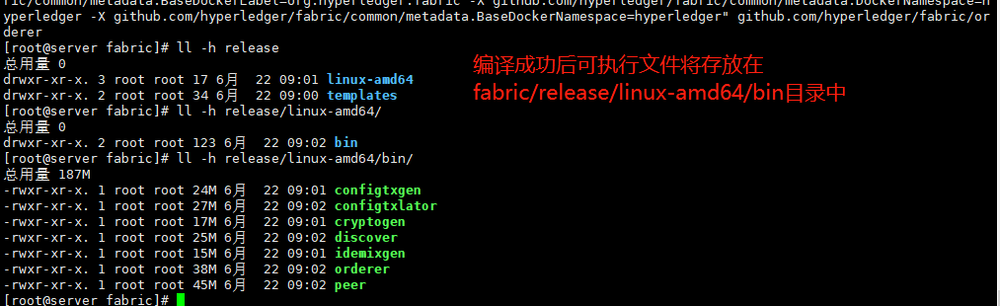 ric/common/metadata.BaseDockerLabel=org.hyperledger.fabric -X github.com/hyperledger/fabric/common/metadata.DockerNamespace=h
yperledger -X github.com/hyperledger/fabric/common/metadata.BaseDockerNamespace=hyperledger" github.com/hyperledger/fabric/or
derer
[root@server fabric]# ll -h release
总用量 0
drwxr-xr-x. 3 root root 17 6月  22 09:01 linux-amd64
drwxr-xr-x. 2 root root 34 6月  22 09:00 templates
[root@server fabric]# ll -h release/linux-amd64/
总用量 0
drwxr-xr-x. 2 root root 123 6月  22 09:02 bin
[root@server fabric]# ll -h release/linux-amd64/bin/
总用量 187M
-rwxr-xr-x. 1 root root 24M 6月  22 09:01 configtxgen
-rwxr-xr-x. 1 root root 27M 6月  22 09:02 configtxlator
-rwxr-xr-x. 1 root root 17M 6月  22 09:01 cryptogen
-rwxr-xr-x. 1 root root 25M 6月  22 09:02 discover
-rwxr-xr-x. 1 root root 15M 6月  22 09:01 idemixgen
-rwxr-xr-x. 1 root root 38M 6月  22 09:02 orderer
-rwxr-xr-x. 1 root root 45M 6月  22 09:02 peer
[root@server fabric]#
编译成功后可执行文件将存放在
fabric/release/linux-amd64/bin目录中